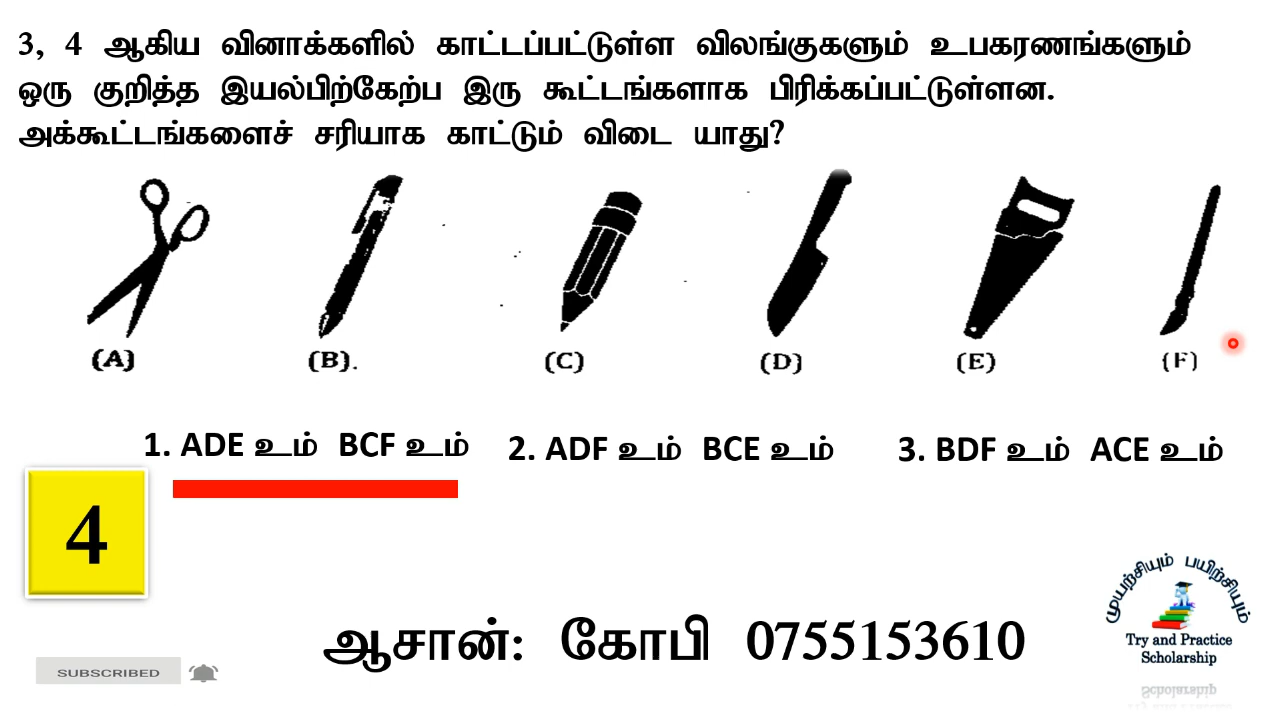 3, 4 ஆகிய வினாக்களில் காட்டப்பட்டுள்ள விலங்குகளும் உபகரணங்களும்
ஒரு குறித்த இயல்பிற்கேற்ப இரு கூட்டங்களாக பிரிக்கப்பட்டுள்ளன.
அக்கூட்டங்களைச் சரியாக காட்டும் விடை யாது?
(A) (B). (C) (D) (E) (F)
1. ADE உம் BCF உம் 2. ADF உம் BCE உம் 3. BDF உம் ACE உம்
4
ஆசான்: கோபி 0755153610
SUBSCRIBED
முயற்சியும் பயிற்சியும்
Try and Practice
Scholarship